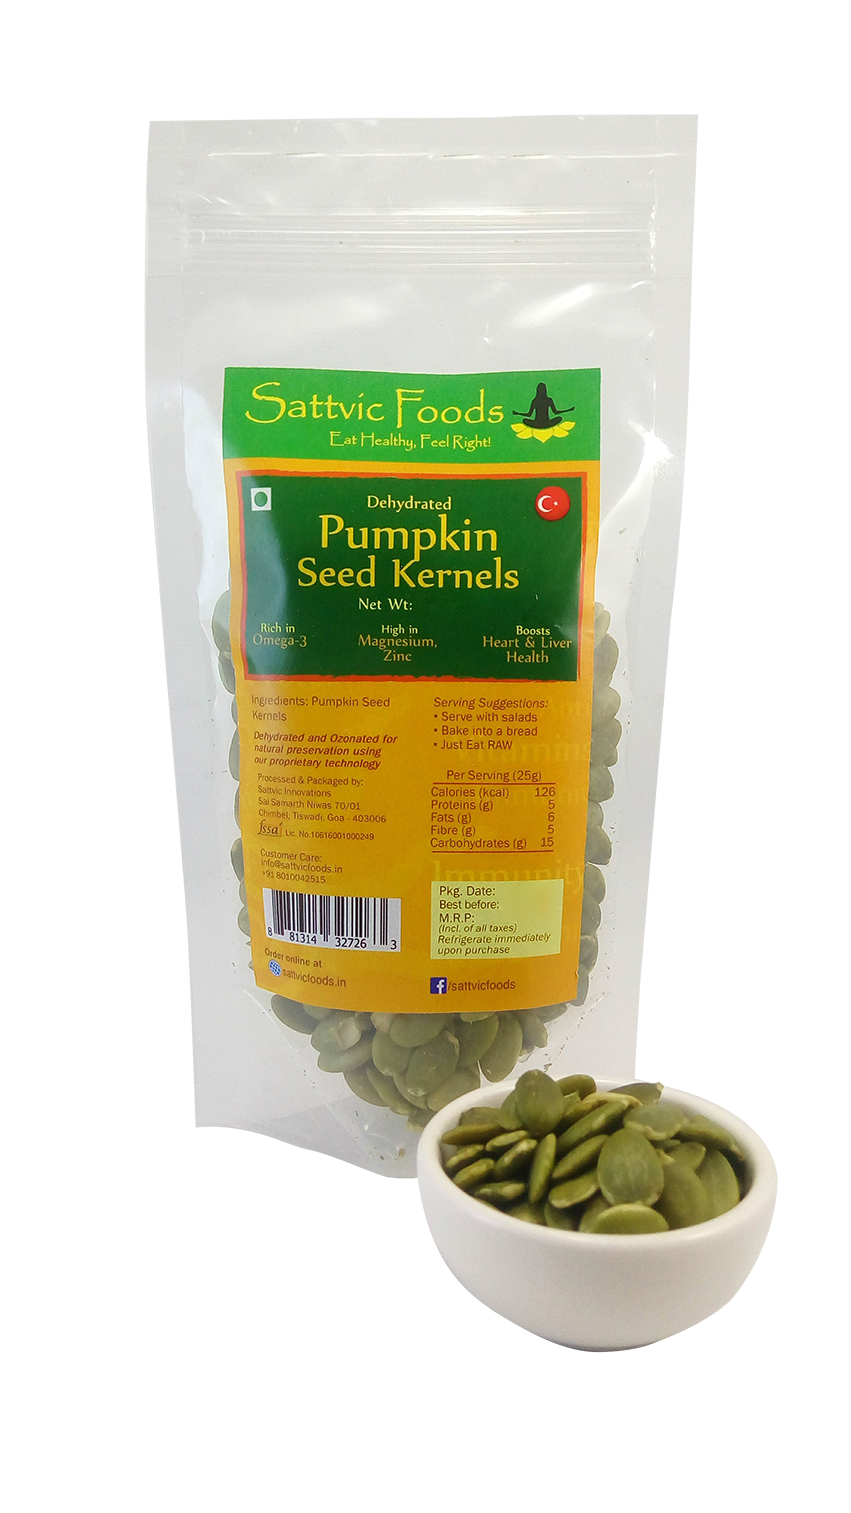 Sattvic Foods
Eat Healthy, Feel Right!
Dehydrated
Pumpkin
Seed Kernels
Net Wt:
Rich in
Omega-3
High in
Magnesium,
Zinc
Boosts
Heart & Liver
Health
Ingredients: Pumpkin Seed
Kernels
Dehydrated and Ozonated for
natural preservation using
our proprietary technology
Processed & Packaged by:
Sattvic Innovations
Sai Samarth Niwas 70/01
Chimbel, Tiswadi, Goa - 403006
fssai Lic. No.10616001000249
Customer Care:
info@sattvicfoods.in
+91 8010042515
8 81314 32726 3
Order online at
sattvicfoods.in
Serving Suggestions:
• Serve with salads
• Bake into a bread
• Just Eat RAW
Per Serving (25g)
Calories (kcal) 126
Proteins (g) 5
Fats (g) 6
Fibre (g) 5
Carbohydrates (g) 15
Immunity
Pkg. Date:
Best before:
M.R.P:
(Incl. of all taxes)
Refrigerate immediately
upon purchase
/sattvicfoods